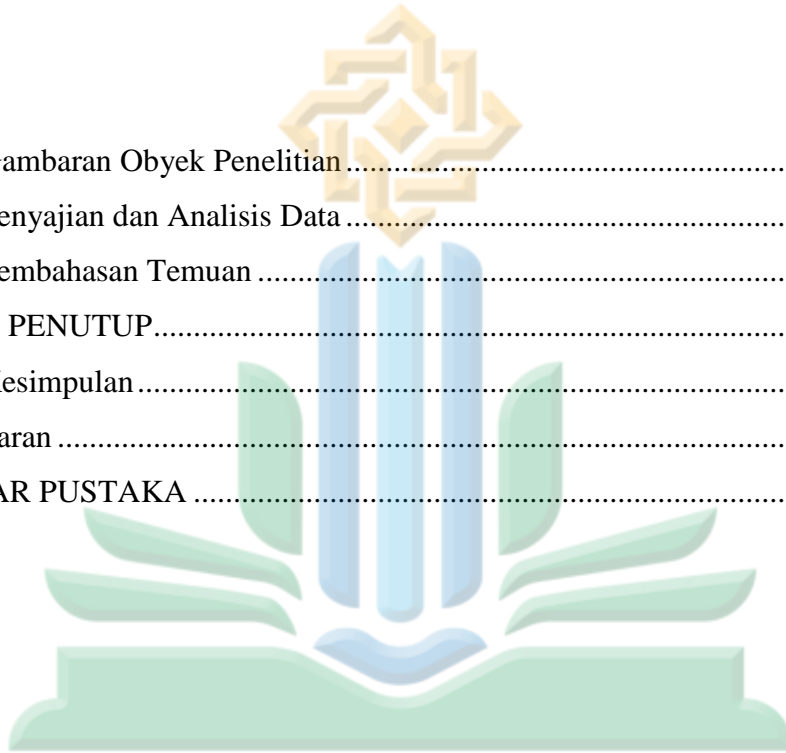 ambaran Obyek Penelitian ........................................................
enyajian dan Analisis Data ........................................................
embahasan Temuan ....................................................................
PENUTUP.................................................................................
esimpulan ...................................................................................
aran .............................................................................................
AR PUSTAKA ...........................................................................